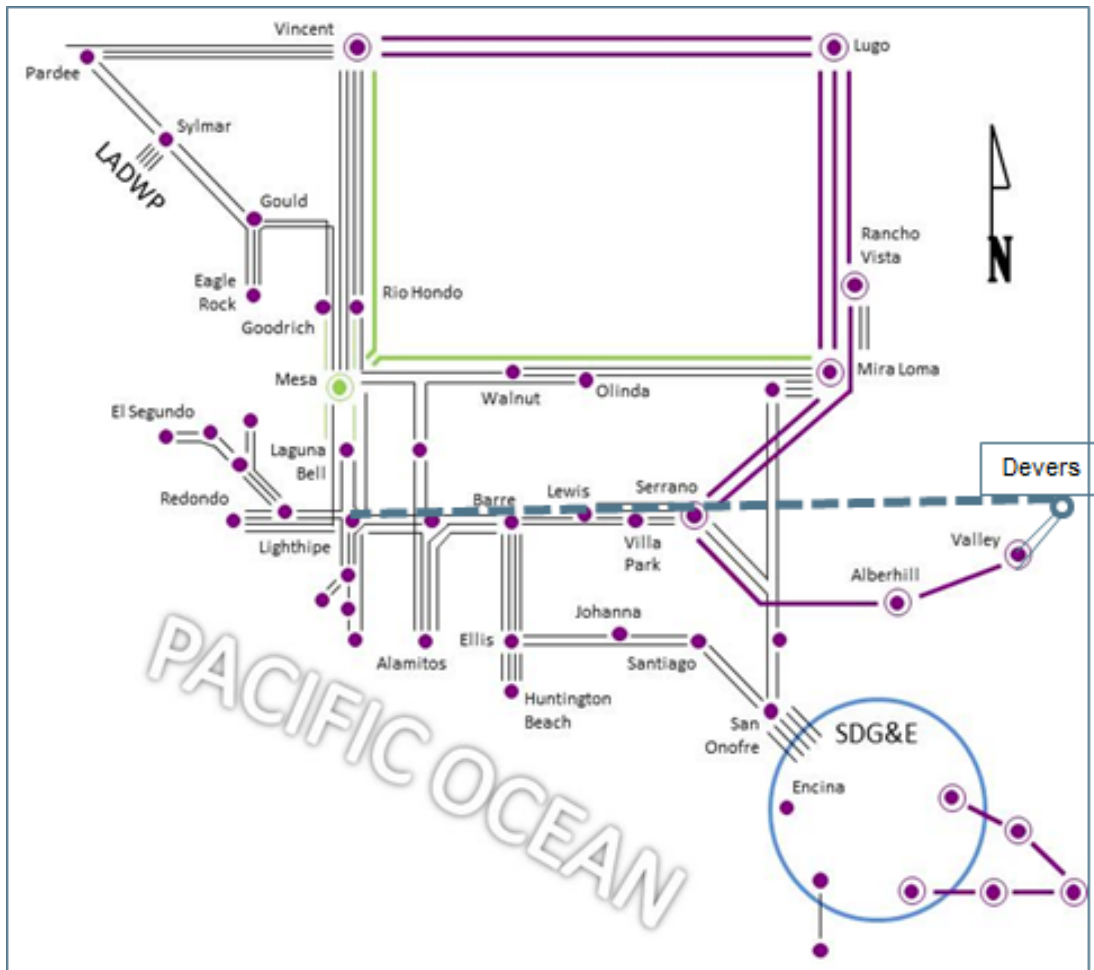 Vincent
Lugo
Pardee
Sylmar
LADWP
Gould
Rancho
Vista
N
Eagle
Rock
Rio Hondo
Goodrich
Mesa
Mira Loma
Walnut
Olinda
El Segundo
Laguna
Bell
Devers
Redondo
Barre
Lewis
Serrano
Lighthipe
Villa
Park
Valley
Alberhill
Johanna
Alamitos
Ellis
Santiago
PACIFIC OCEAN
Huntington
Beach
San
Onofre
SDG&E
Encina